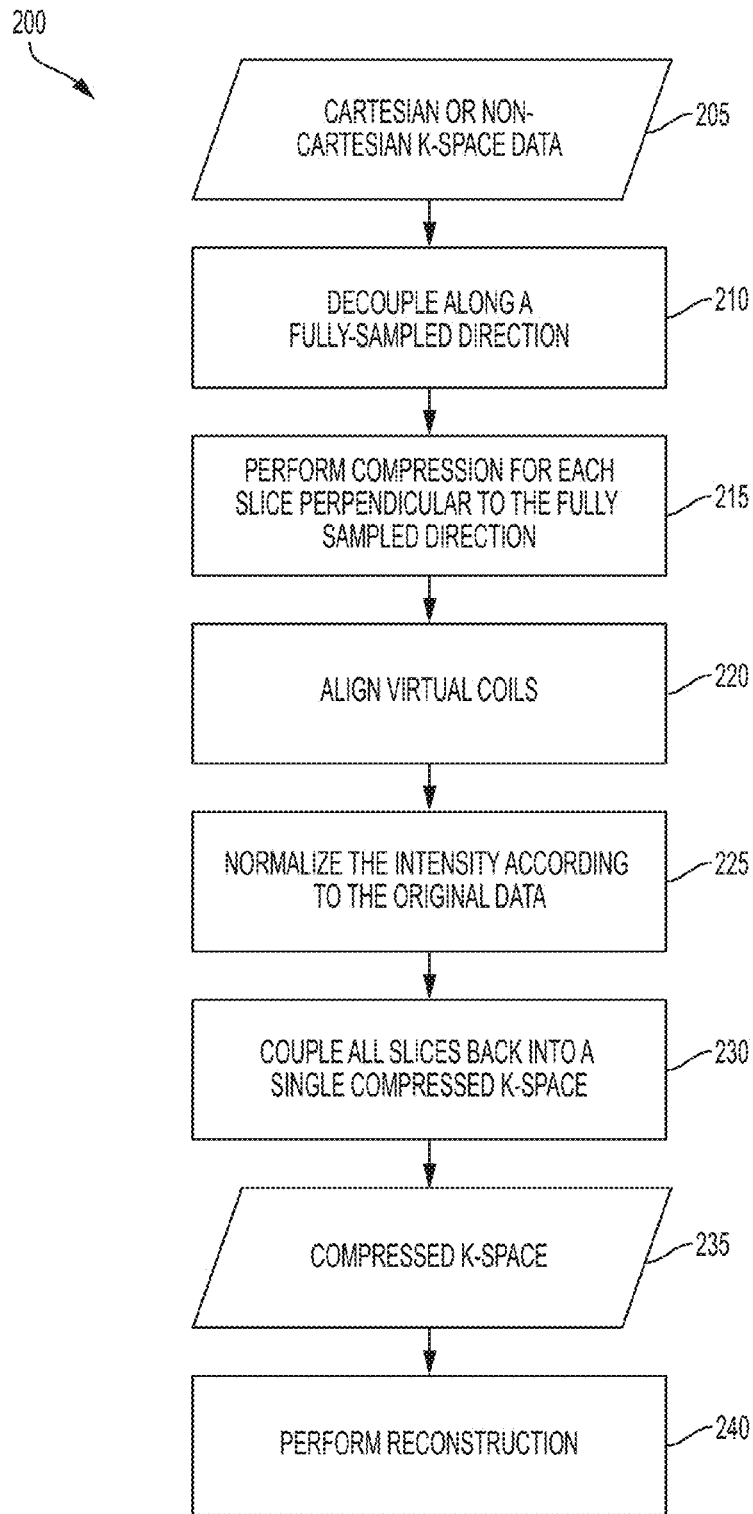 200
CARTESIAN OR NON-
CARTESIAN K-SPACE DATA
205
DECOUPLE ALONG A
FULLY-SAMPLED DIRECTION
210
PERFORM COMPRESSION FOR EACH
SLICE PERPENDICULAR TO THE FULLY
SAMPLED DIRECTION
215
ALIGN VIRTUAL COILS
220
NORMALIZE THE INTENSITY ACCORDING
TO THE ORIGINAL DATA
225
COUPLE ALL SLICES BACK INTO A
SINGLE COMPRESSED K-SPACE
230
COMPRESSED K-SPACE
235
PERFORM RECONSTRUCTION
240